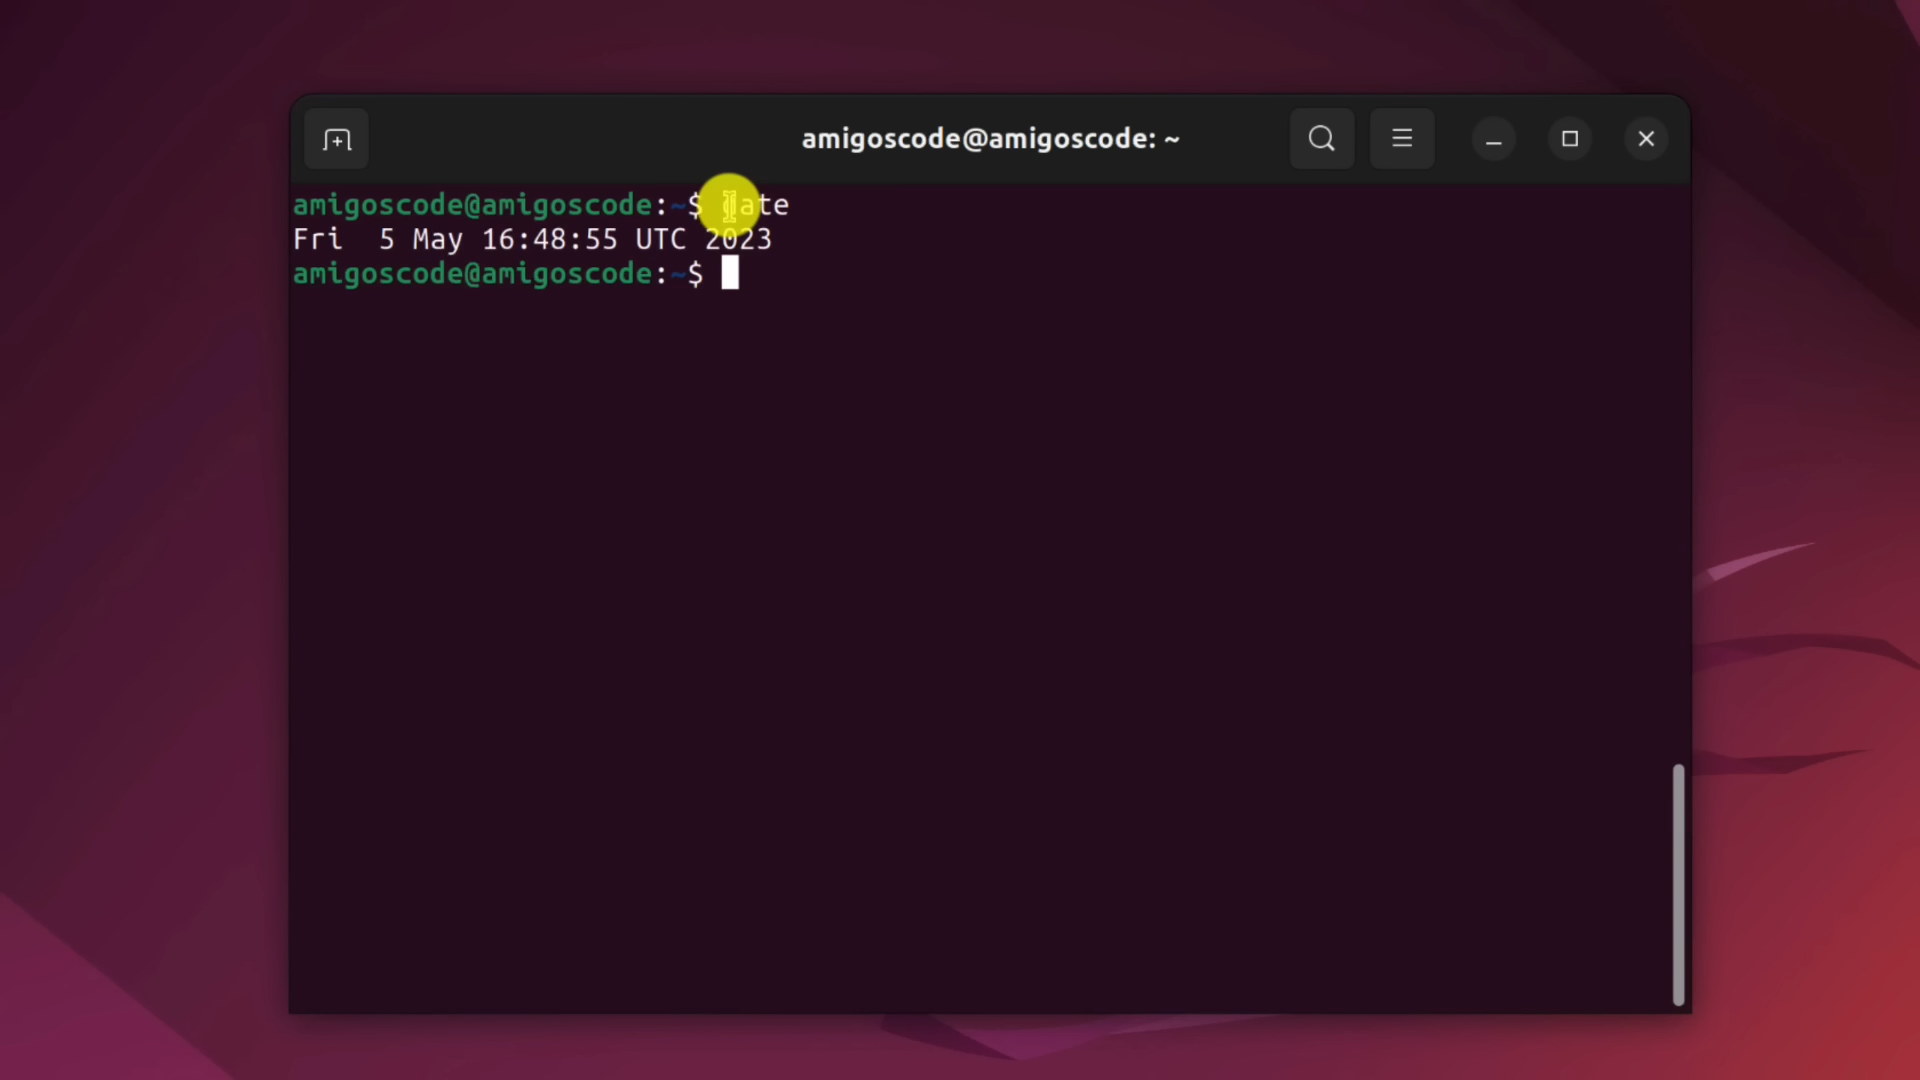 amigoscode@amigoscode: ~
amigoscode@amigoscode:~$ date
Fri  5 May 16:48:55 UTC 2023
amigoscode@amigoscode:~$